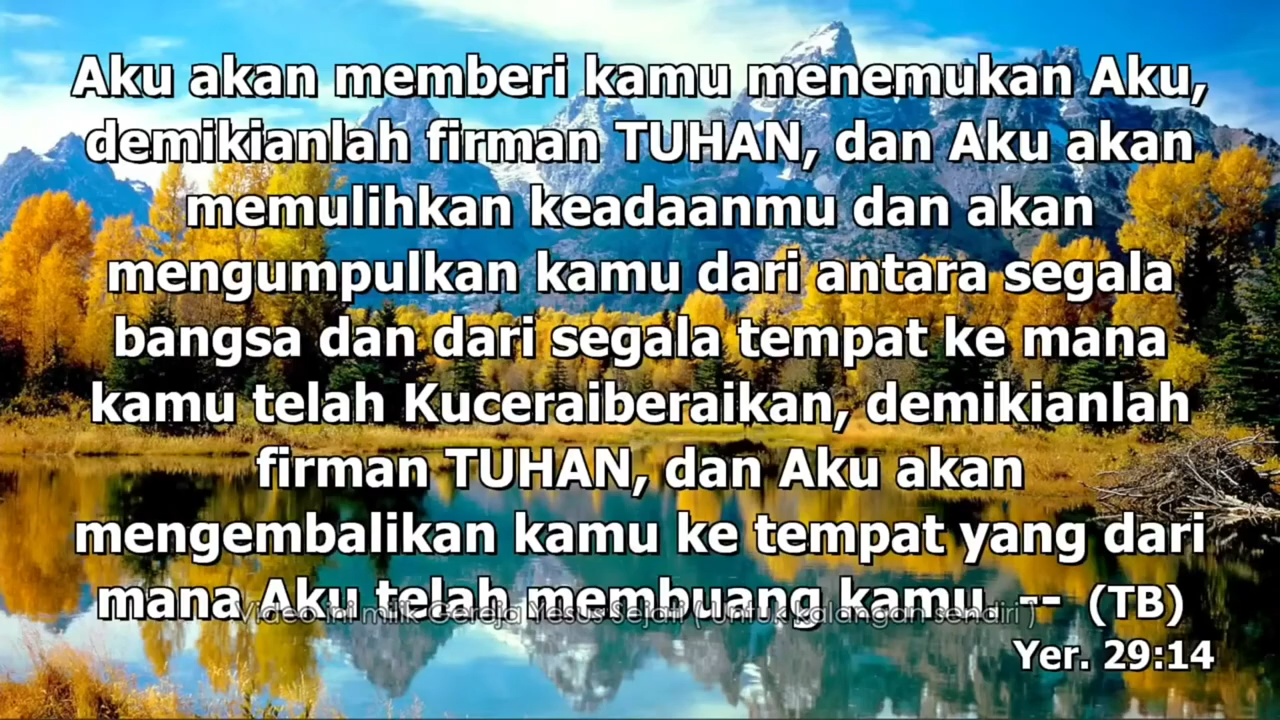 Aku akan memberi kamu menemukan Aku,
demikianlah firman TUHAN, dan Aku akan
memulihkan keadaanmu dan akan
mengumpulkan kamu dari antara segala
bangsa dan dari segala tempat ke mana
kamu telah Kuceraiberaikan, demikianlah
firman TUHAN, dan Aku akan
mengembalikan kamu ke tempat yang dari
mana Aku telah membuang kamu. -- (TB)
Video ini milik Gereja Yesus Sejati ( Untuk kalangan sendiri )
Yer. 29:14